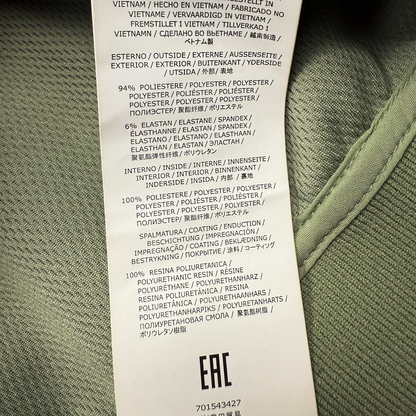 VIETNAM / HECHO EN VIETNAM / FABRICADO NO
VIETNAME / VERVAARDIGD IN VIETNAM /
FREMSTILLET I VIETNAM / TILLVERKAD I
VIETNAM / СДЕЛАНО ВО ВЬЕТНАМЕ / 越南制造 /
ベトナム製
ESTERNO / OUTSIDE / EXTERNE / AUSSENSEITE /
EXTERIOR / EXTERIOR / BUITENKANT / YDERSIDE
/ UTSIDA / 外部 / 表地
94% POLIESTERE / POLYESTER / POLYESTER /
POLYESTER / POLIÉSTER / POLIÉSTER /
POLYESTER / POLYESTER / POLYESTER /
ПОЛИЭСТЕР/ 聚酯纤维 / ポリエステル
6% ELASTAN / ELASTANE / SPANDEX /
ÉLASTHANNE / ELASTAN / SPANDEX /
ELASTANO / ELASTANO / ELASTHAAN /
ELASTHAN / ELASTAN / ЭЛАСТАН /
聚氨酯弹性纤维 / ポリウレタン
INTERNO / INSIDE / INTERNE / INNENSEITE /
INTERIOR / INTERIOR / BINNENKANT /
INDERSIDE / INSIDA / 内部 / 裏地
100% POLIESTERE / POLYESTER / POLYESTER /
POLYESTER / POLIÉSTER / POLIÉSTER /
POLYESTER / POLYESTER / POLYESTER /
ПОЛИЭСТЕР/ 聚酯纤维 / ポリエステル
SPALMATURA / COATING / ENDUCTION /
BESCHICHTUNG / IMPREGNACIÓN /
IMPREGNAÇÃO / COATING / BEKLÆDNING /
BESTRYKNING / ПОКРЫТИЕ / 涂料 / コーティング
100% RESINA POLIURETANICA /
POLYURETHANIC RESIN / RÉSINE
POLYURÉTHANE / POLYURETHANHARZ /
RESINA POLIURETÁNICA / RESINA
POLIURETÂNICA / POLYURETHAANHARS /
POLYURETHANHARPIKS / POLYURETANHARTS /
ПОЛИУРЕТАНОВАЯ СМОЛА / 聚氨酯树脂 /
ポリウレタン樹脂
EAC
701543427